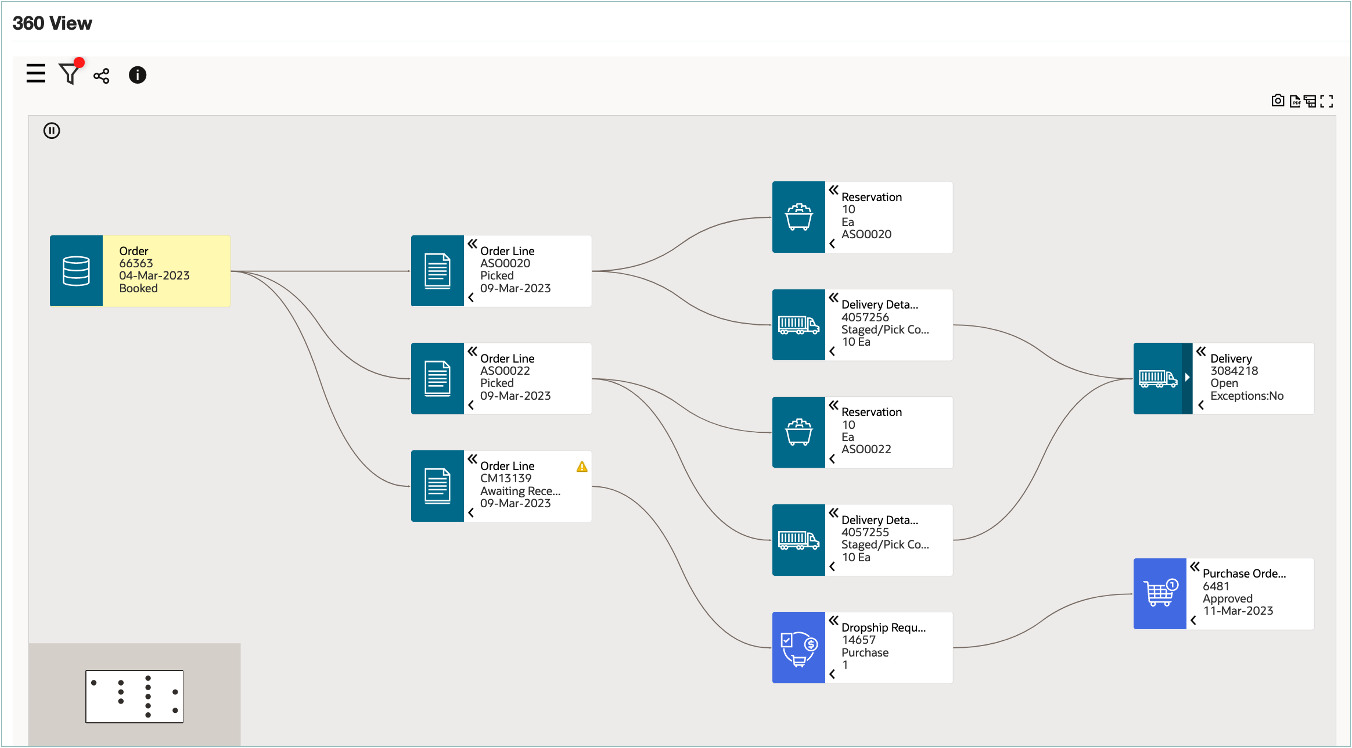 360 View
Order
66363
04-Mar-2023
Booked
Order Line
ASO0020
Picked
09-Mar-2023
Order Line
ASO0022
Picked
09-Mar-2023
Order Line
CM13139
Awaiting Rece...
09-Mar-2023
Reservation
10
Ea
ASO0020
Delivery Deta...
4057256
Staged/Pick Co...
10 Ea
Reservation
10
Ea
ASO0022
Delivery Deta...
4057255
Staged/Pick Co...
10 Ea
Dropship Requ...
14657
Purchase
1
Delivery
3084218
Open
Exceptions:No
Purchase Orde...
6481
Approved
11-Mar-2023